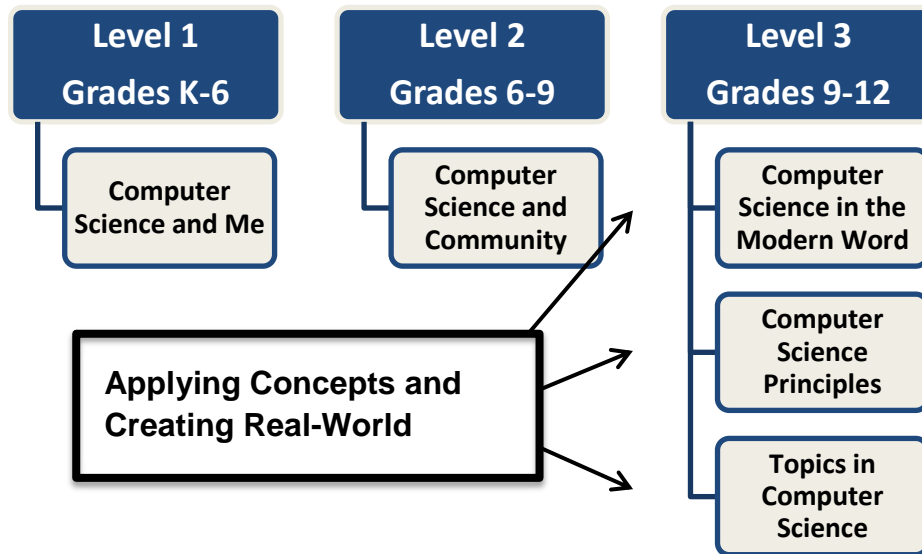 Level 1
Grades K-6
Computer
Science and Me
Level 2
Grades 6-9
Computer
Science and
Community
Level 3
Grades 9-12
Computer
Science in the
Modern Word
Computer
Science
Principles
Topics in
Computer
Science
Applying Concepts and
Creating Real-World